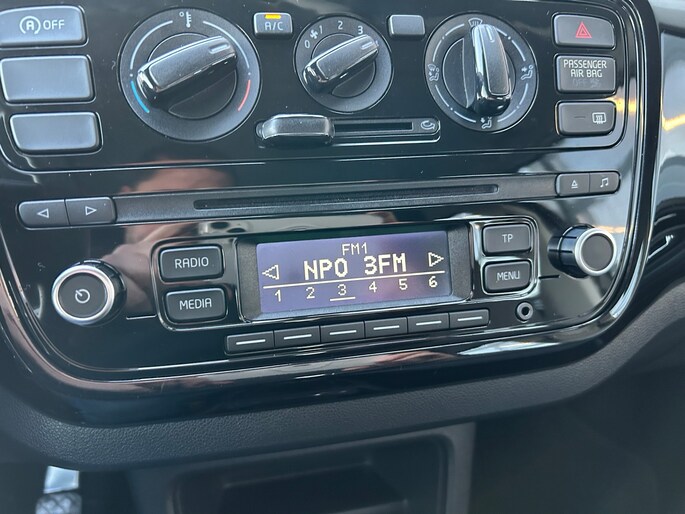 (A) OFF
A/C
0 1 2 3
PASSENGER
AIR BAG
RADIO
MEDIA
FM1
NPO 3FM
1 2 3 4 5 6
TP
MENU